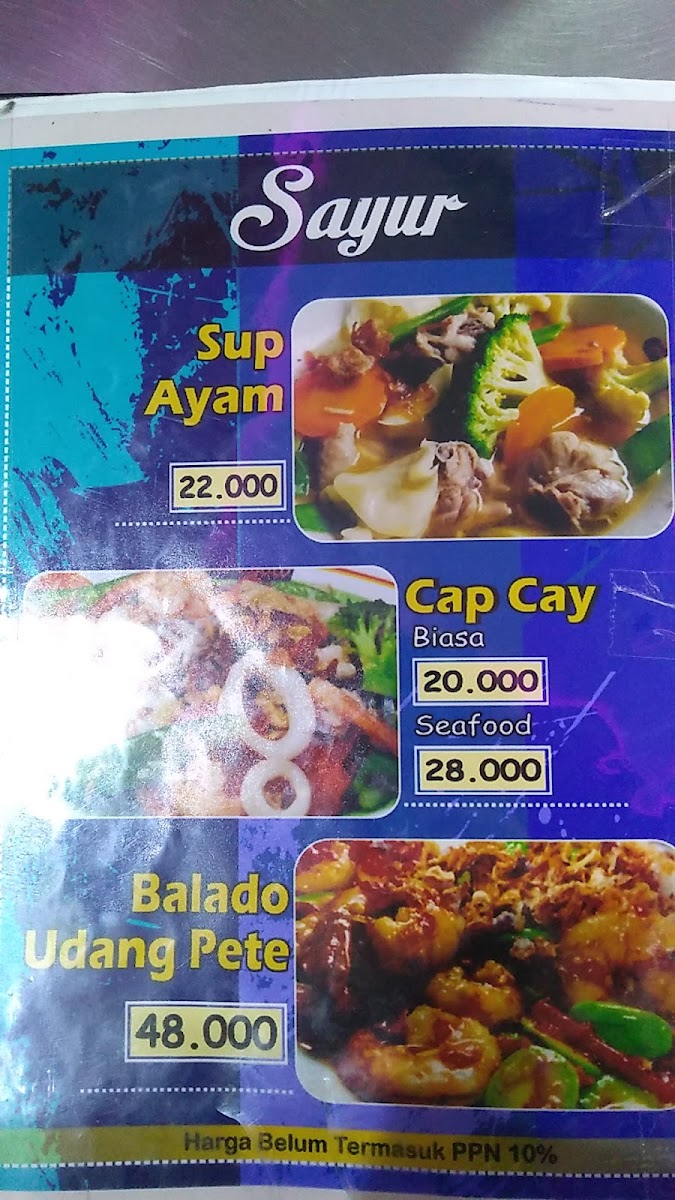 Sayur
Sup
Ayam
22.000
Cap Cay
Biasa
20.000
Seafood
28.000
Balado
Udang Pete
48.000
Harga Belum Termasuk PPN 10%